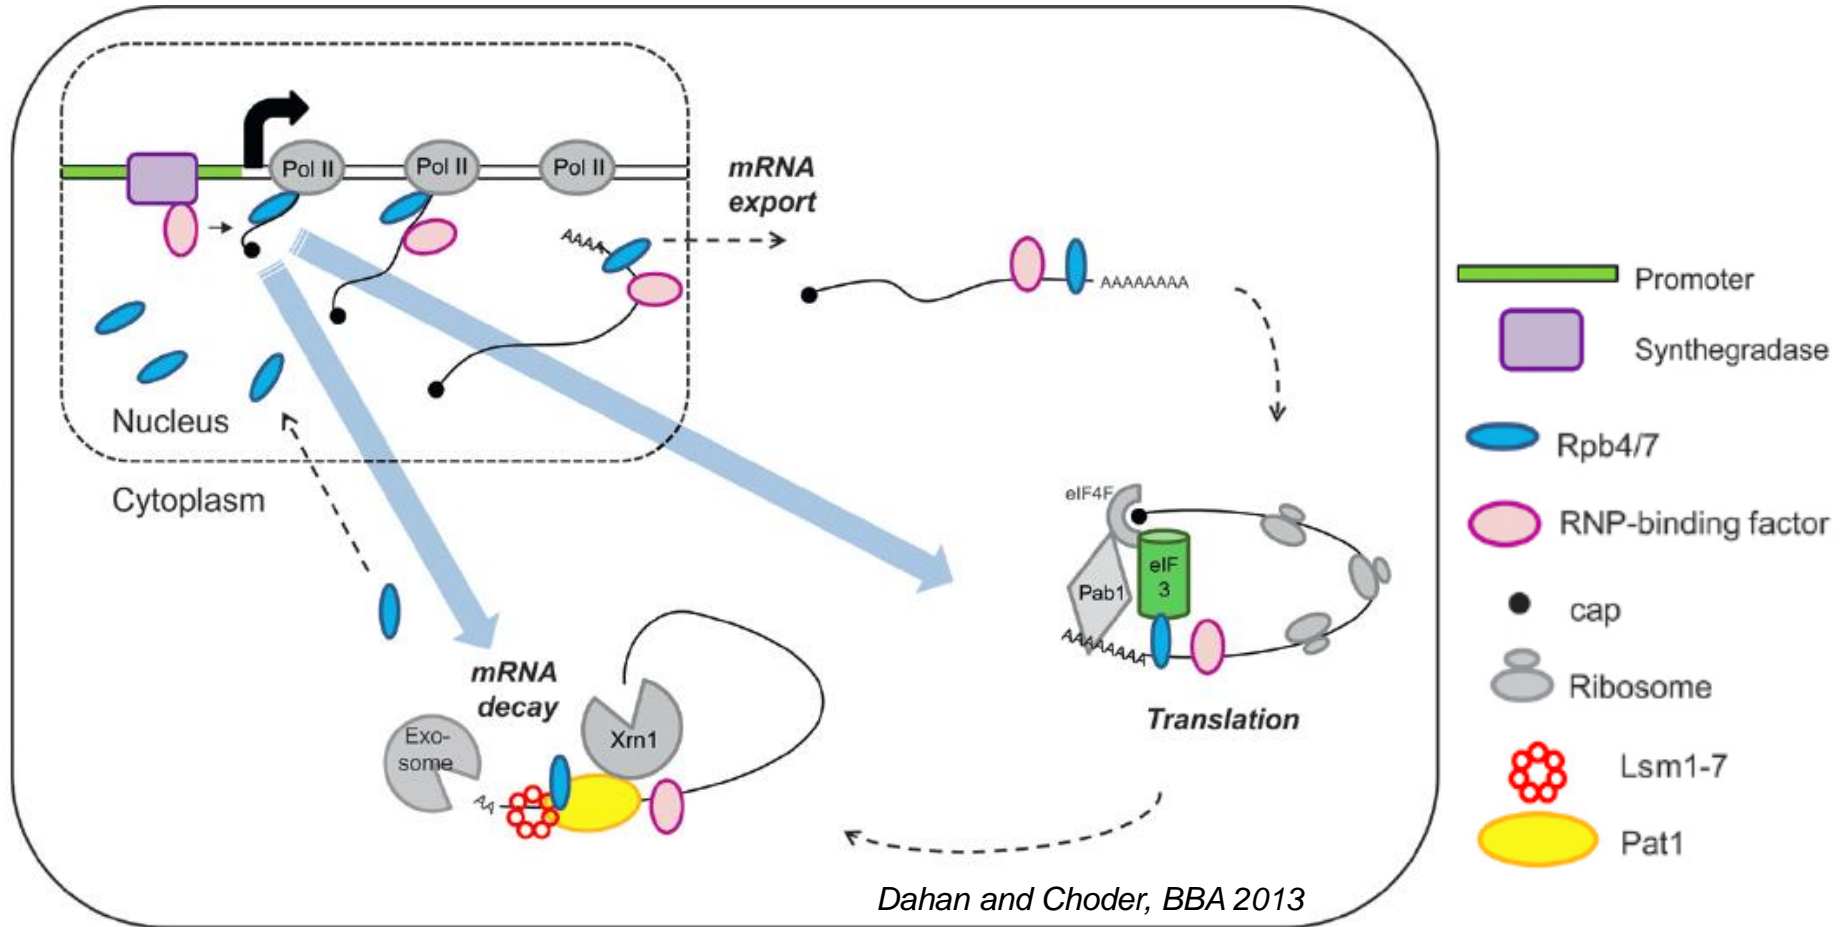 Pol II
Pol II
Pol II
mRNA
export
AAAA
AAAAAAAA
Nucleus
Cytoplasm
eIF4F
eIF
3
Pab1
AAAAAAAA
Translation
mRNA
decay
Exo-
some
Xrn1
AA
Dahan and Choder, BBA 2013
Promoter
Synthegradase
Rpb4/7
RNP-binding factor
cap
Ribosome
Lsm1-7
Pat1